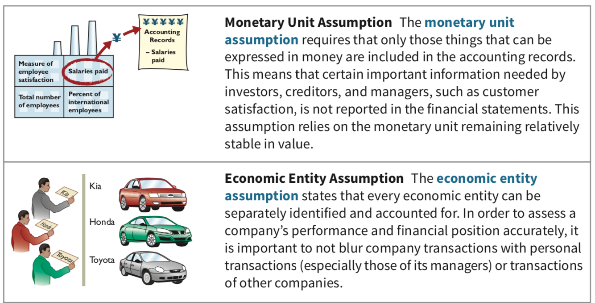 ¥ ¥ ¥ ¥ ¥
Accounting
Records
– Salaries
paid
¥
Measure of
employee
satisfaction
Salaries paid
Total number
of employees
Percent of
international
employees
Monetary Unit Assumption The monetary unit
assumption requires that only those things that can be
expressed in money are included in the accounting records.
This means that certain important information needed by
investors, creditors, and managers, such as customer
satisfaction, is not reported in the financial statements. This
assumption relies on the monetary unit remaining relatively
stable in value.
Kia
Kia
Honda
Toyota
Toyota
Economic Entity Assumption The economic entity
assumption states that every economic entity can be
separately identified and accounted for. In order to assess a
company's performance and financial position accurately, it
is important to not blur company transactions with personal
transactions (especially those of its managers) or transactions
of other companies.